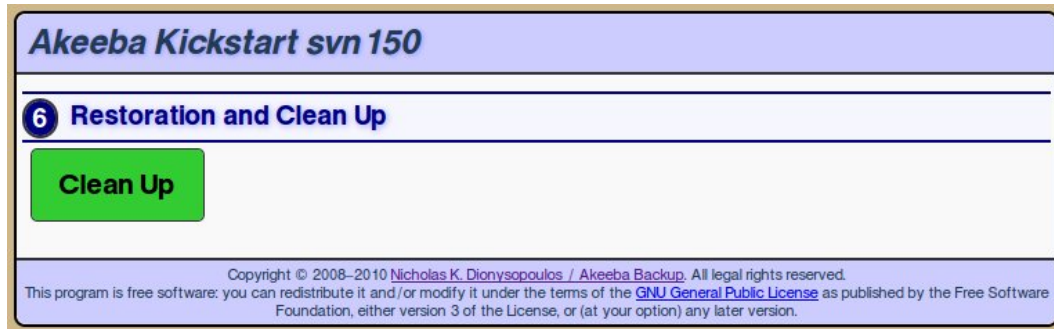 Akeeba Kickstart svn 150
6 Restoration and Clean Up
Clean Up
Copyright © 2008–2010 Nicholas K. Dionysopoulos / Akeeba Backup. All legal rights reserved.
This program is free software: you can redistribute it and/or modify it under the terms of the GNU General Public License as published by the Free Software
Foundation, either version 3 of the License, or (at your option) any later version.